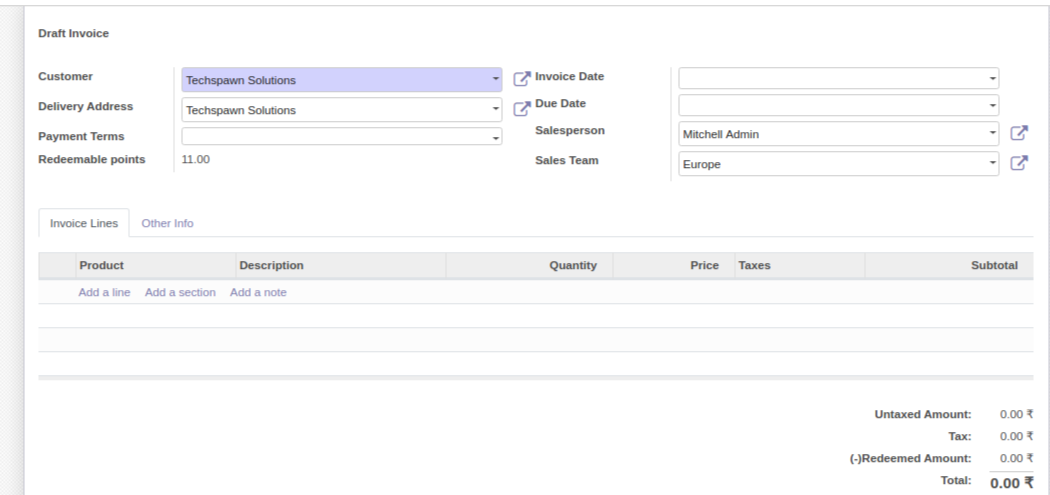 Draft Invoice
Customer Techspawn Solutions Invoice Date
Delivery Address Techspawn Solutions Due Date
Payment Terms Salesperson Mitchell Admin
Redeemable points 11.00 Sales Team Europe
Invoice Lines Other Info
Product Description Quantity Price Taxes Subtotal
Add a line Add a section Add a note
Untaxed Amount: 0.00 ₹
Tax: 0.00 ₹
(-)Redeemed Amount: 0.00 ₹
Total: 0.00 ₹